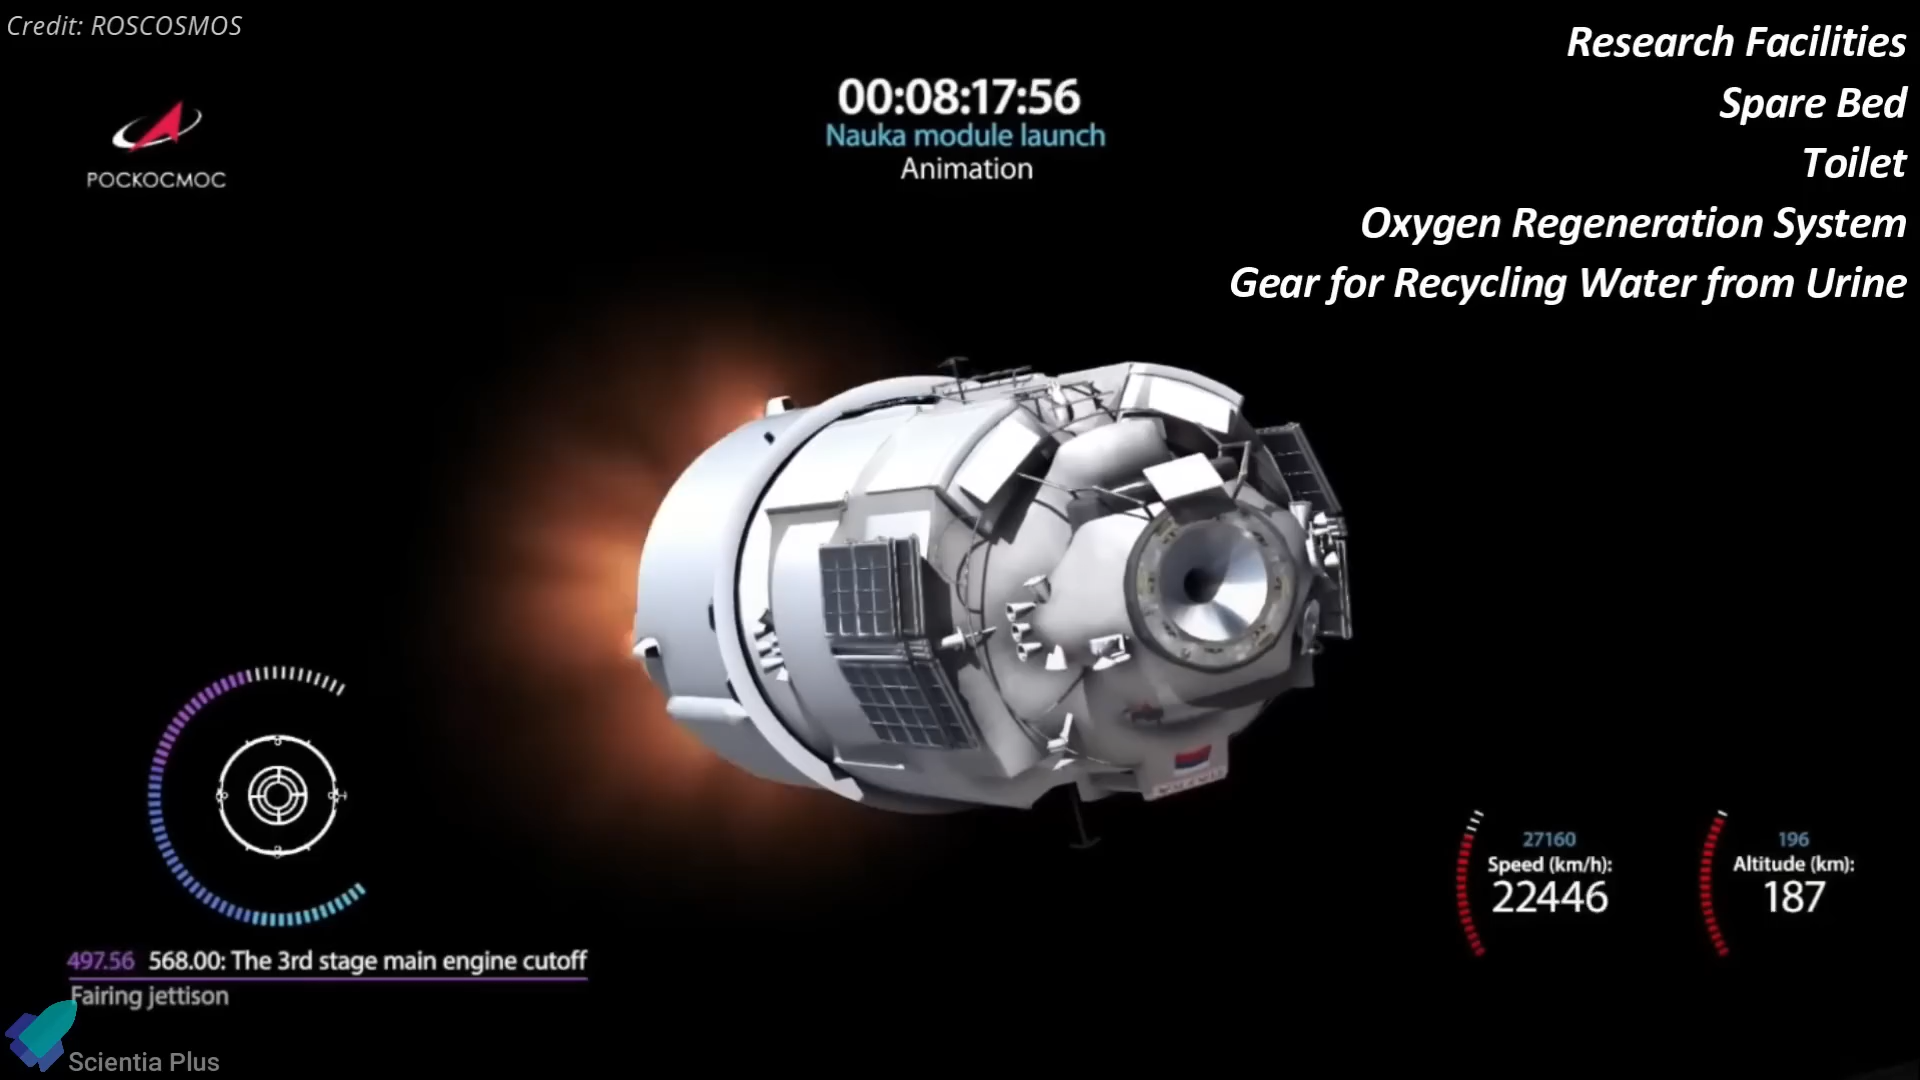 Credit: ROSCOSMOS
РОСКОСМОС
00:08:17:56
Nauka module launch
Animation
Research Facilities
Spare Bed
Toilet
Oxygen Regeneration System
Gear for Recycling Water from Urine
27160
Speed (km/h):
22446
196
Altitude (km):
187
497.56 568.00: The 3rd stage main engine cutoff
Fairing jettison
Scientia Plus